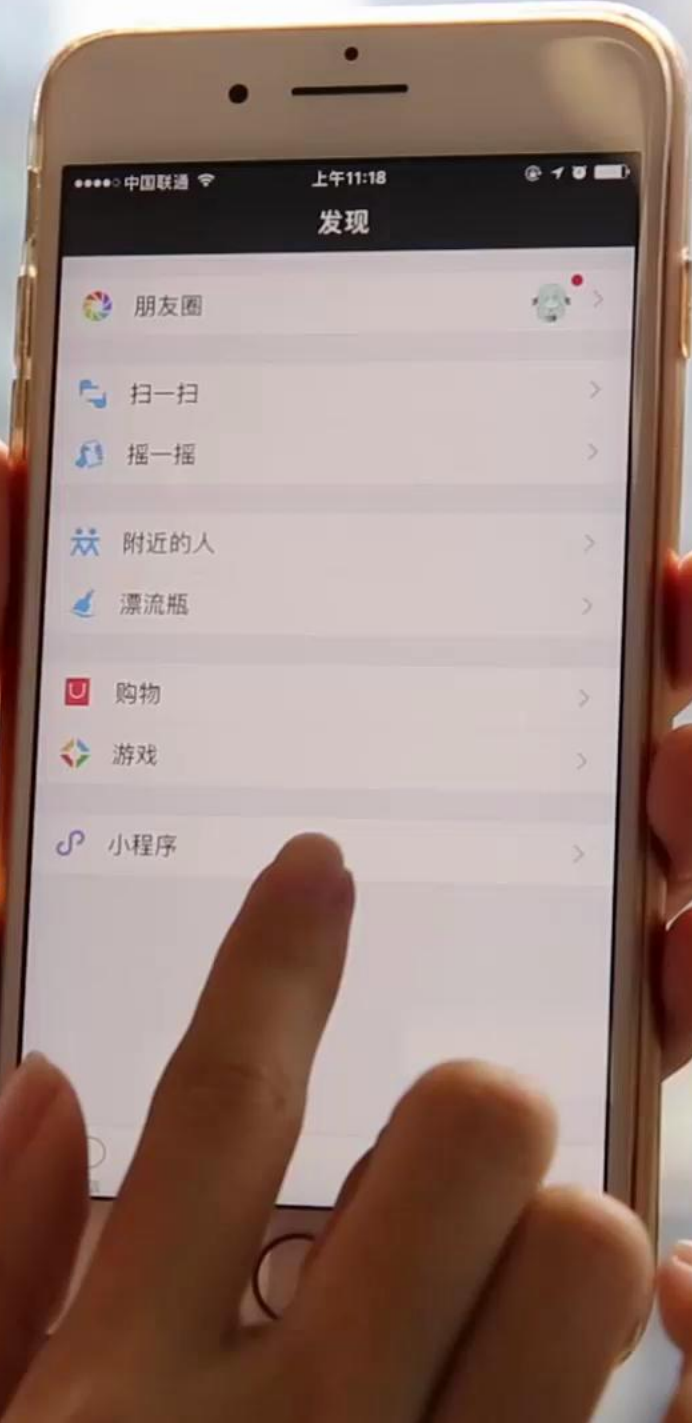 中国联通
上午11:18
发现
朋友圈
扫一扫
摇一摇
附近的人
漂流瓶
购物
游戏
小程序